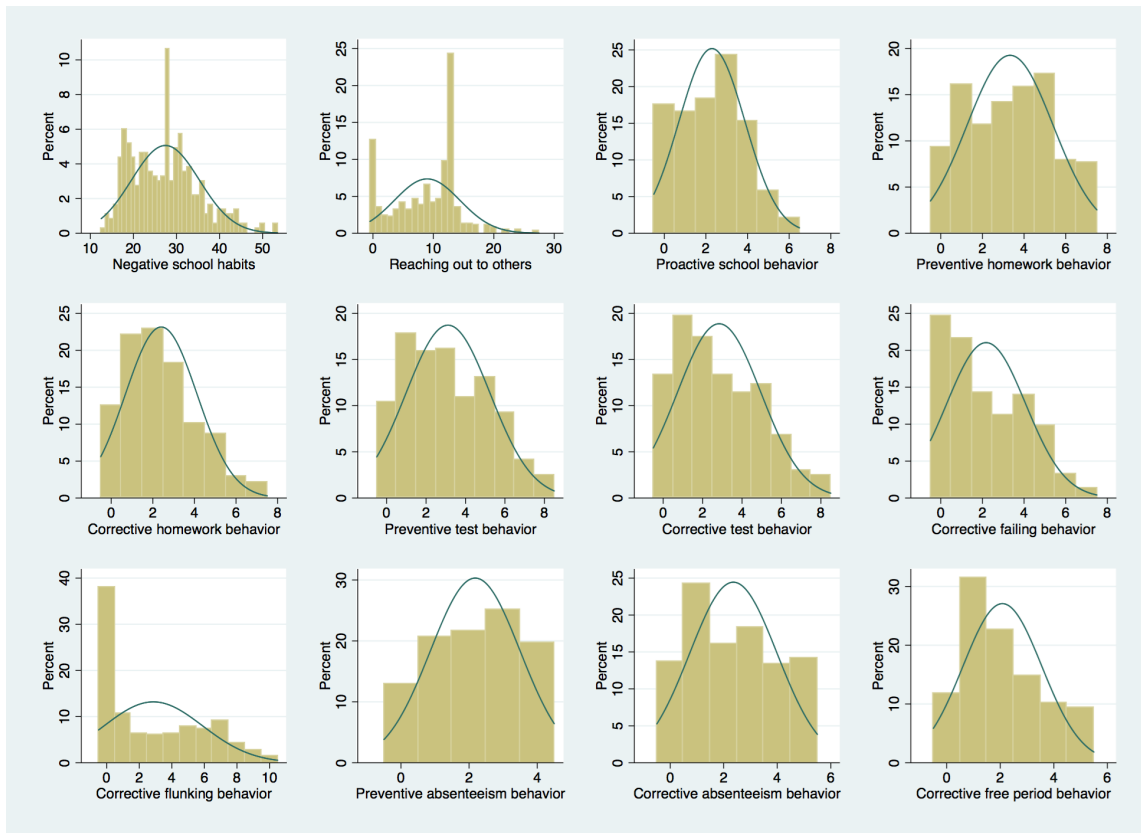 Percent
0 2 4 6 8 10
10 20 30 40 50
Negative school habits
Percent
0 5 10 15 20 25
0 10 20 30
Reaching out to others
Percent
0 5 10 15 20 25
0 2 4 6 8
Proactive school behavior
Percent
0 5 10 15 20
0 2 4 6 8
Preventive homework behavior
Percent
0 5 10 15 20 25
0 2 4 6 8
Corrective homework behavior
Percent
0 5 10 15 20
0 2 4 6 8
Preventive test behavior
Percent
0 5 10 15 20
0 2 4 6 8
Corrective test behavior
Percent
0 5 10 15 20 25
0 2 4 6 8
Corrective failing behavior
Percent
0 10 20 30 40
0 2 4 6 8 10
Corrective flunking behavior
Percent
0 10 20 30
0 2 4
Preventive absenteeism behavior
Percent
0 5 10 15 20 25
0 2 4 6
Corrective absenteeism behavior
Percent
0 10 20 30
0 2 4 6
Corrective free period behavior